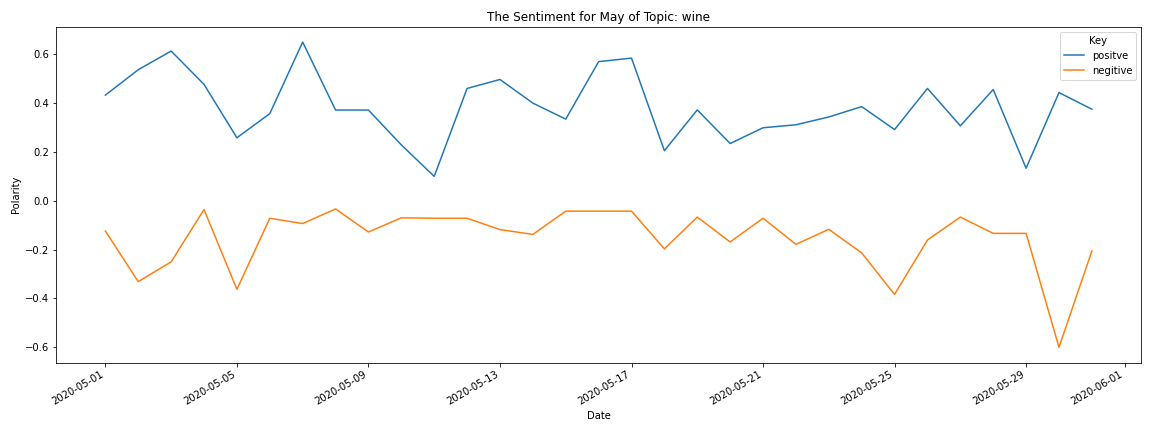 The Sentiment for May of Topic: wine
Key
positve
negitive
Polarity
0.6
0.4
0.2
0.0
−0.2
−0.4
−0.6
2020-05-01
2020-05-05
2020-05-09
2020-05-13
2020-05-17
2020-05-21
2020-05-25
2020-05-29
2020-06-01
Date